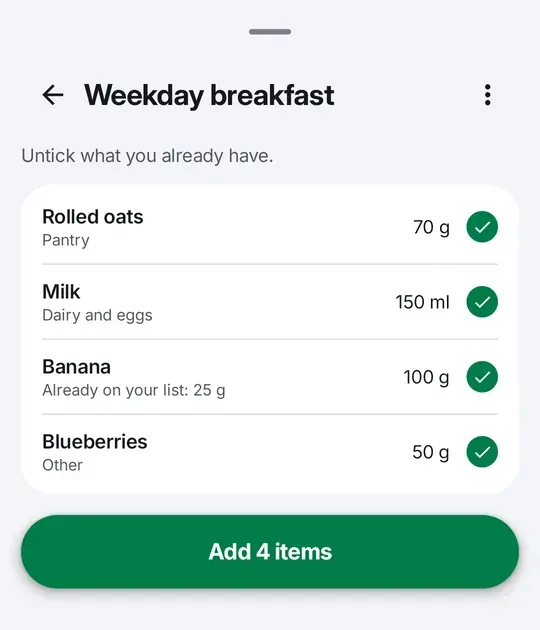 Weekday breakfast
Untick what you already have.
Rolled oats
Pantry
70 g
Milk
Dairy and eggs
150 ml
Banana
Already on your list: 25 g
100 g
Blueberries
Other
50 g
Add 4 items